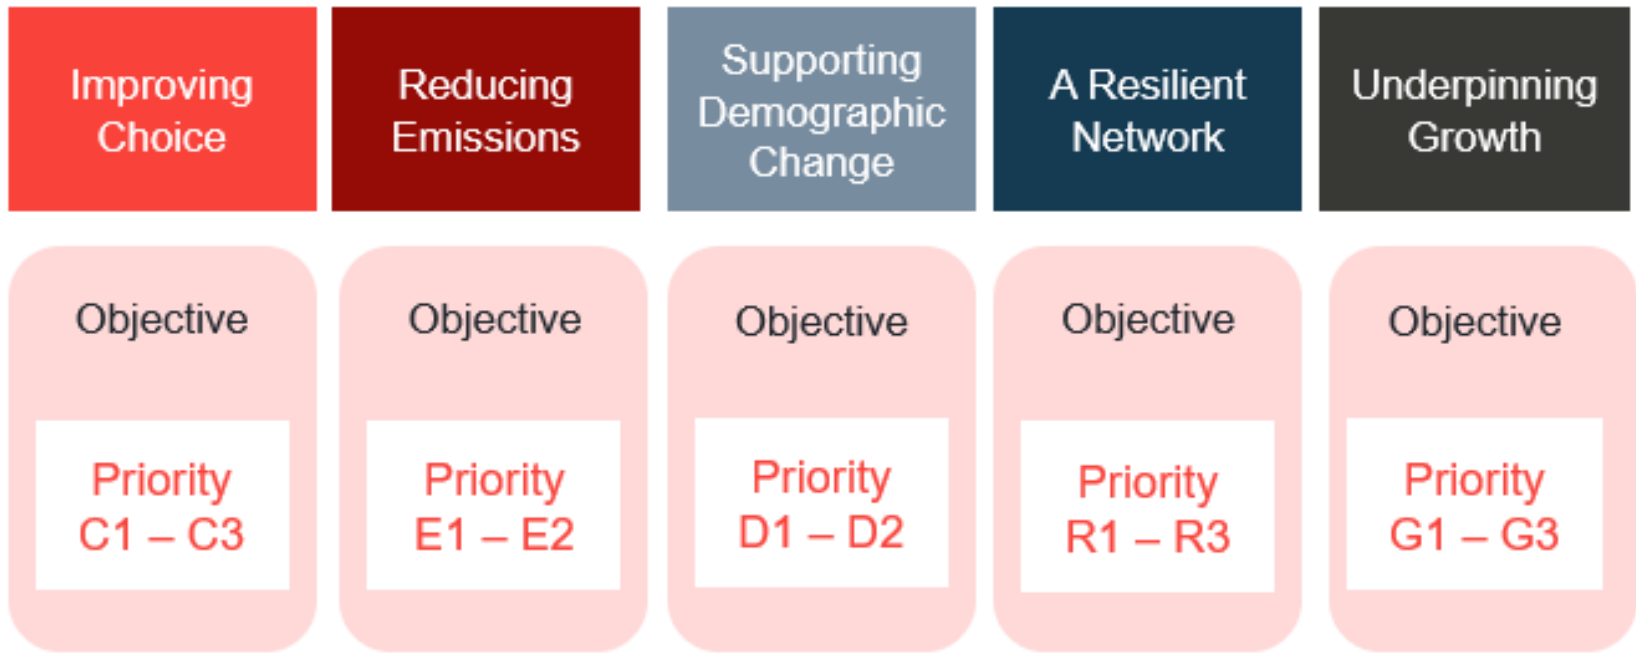 Improving
Choice
Reducing
Emissions
Supporting
Demographic
Change
A Resilient
Network
Underpinning
Growth
Objective
Priority
C1 – C3
Objective
Priority
E1 – E2
Objective
Priority
D1 – D2
Objective
Priority
R1 – R3
Objective
Priority
G1 – G3